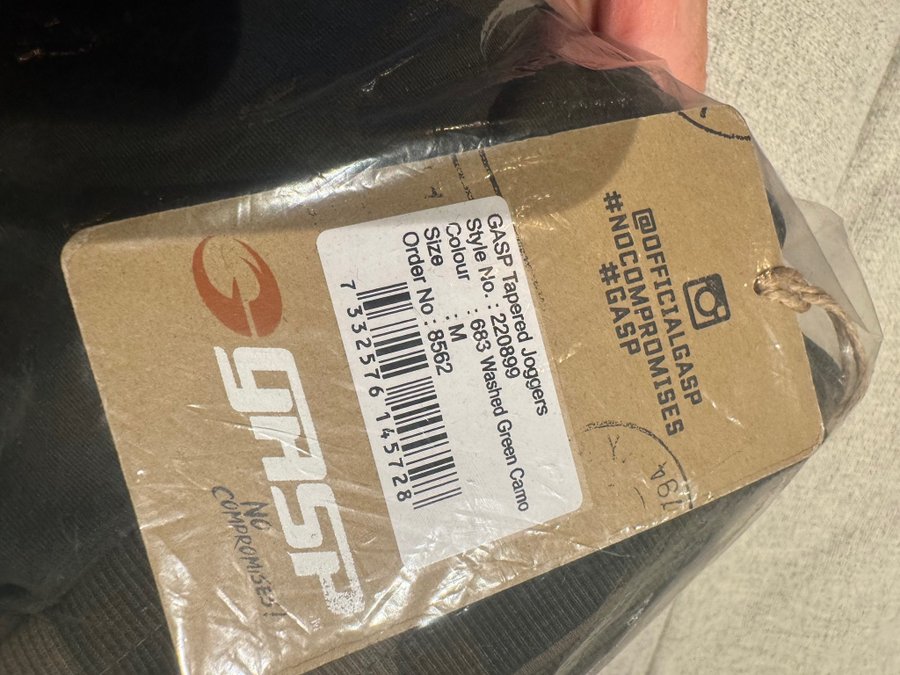 @OFFICIALGASP
#NOCOMPROMISES
#GASP
GASP Tapered Joggers
Style No. : 220899
Colour : 683 Washed Green Camo
Size : M
Order No : 8562
7 332576 145728
GASP
NO
COMPROMISES!